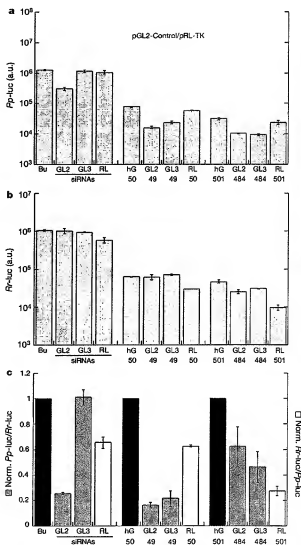 a
pGL2-Control/pRL-TK
Pp-luc (a.u.)
10⁸
10⁷
10⁶
10⁵
10⁴
10³
Bu GL2 GL3 RL hG GL2 GL3 RL hG GL2 GL3 RL
siRNAs 50 49 49 50 501 484 484 501
b
Rr-luc (a.u.)
10⁷
10⁶
10⁵
10⁴
10³
Bu GL2 GL3 RL hG GL2 GL3 RL hG GL2 GL3 RL
siRNAs 50 49 49 50 501 484 484 501
c
Norm. Pp-luc/Rr-luc
1.2
1
0.8
0.6
0.4
0.2
0
Norm. Rr-luc/Pp-luc
Bu GL2 GL3 RL hG GL2 GL3 RL hG GL2 GL3 RL
siRNAs 50 49 49 50 501 484 484 501